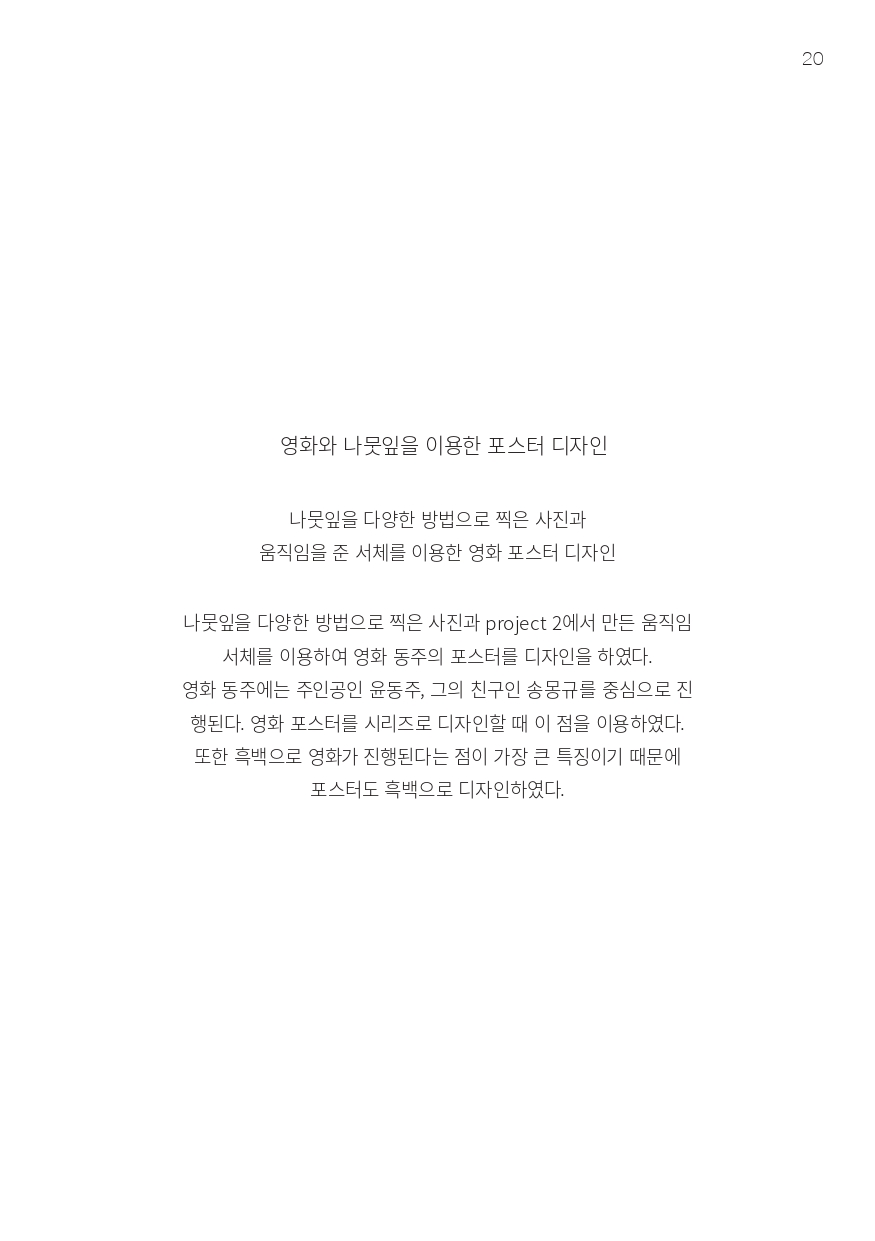 20
영화와 나뭇잎을 이용한 포스터 디자인
나뭇잎을 다양한 방법으로 찍은 사진과
움직임을 준 서체를 이용한 영화 포스터 디자인
나뭇잎을 다양한 방법으로 찍은 사진과 project 2에서 만든 움직임
서체를 이용하여 영화 동주의 포스터를 디자인을 하였다.
영화 동주에는 주인공인 윤동주, 그의 친구인 송몽규를 중심으로 진
행된다. 영화 포스터를 시리즈로 디자인할 때 이 점을 이용하였다.
또한 흑백으로 영화가 진행된다는 점이 가장 큰 특징이기 때문에
포스터도 흑백으로 디자인하였다.